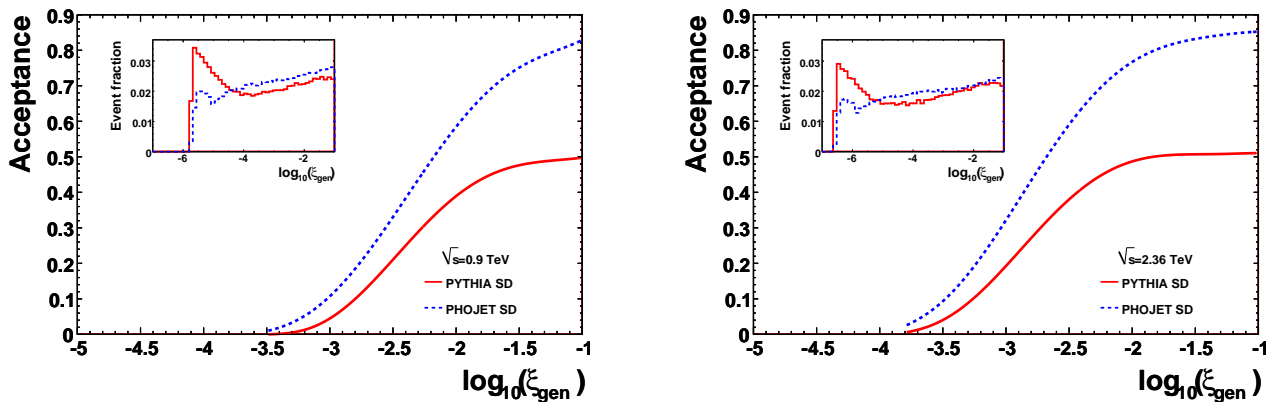 Acceptance
0.9
0.8
0.7
0.6
0.5
0.4
0.3
0.2
0.1
0
-5 -4.5 -4 -3.5 -3 -2.5 -2 -1.5 -1
log10(ξgen)
Event fraction
0.03
0.02
0.01
0
-6 -4 -2
log10(ξgen)
√s=0.9 TeV
PYTHIA SD
PHOJET SD
Acceptance
0.9
0.8
0.7
0.6
0.5
0.4
0.3
0.2
0.1
0
-5 -4.5 -4 -3.5 -3 -2.5 -2 -1.5 -1
log10(ξgen)
Event fraction
0.03
0.02
0.01
0
-6 -4 -2
log10(ξgen)
√s=2.36 TeV
PYTHIA SD
PHOJET SD